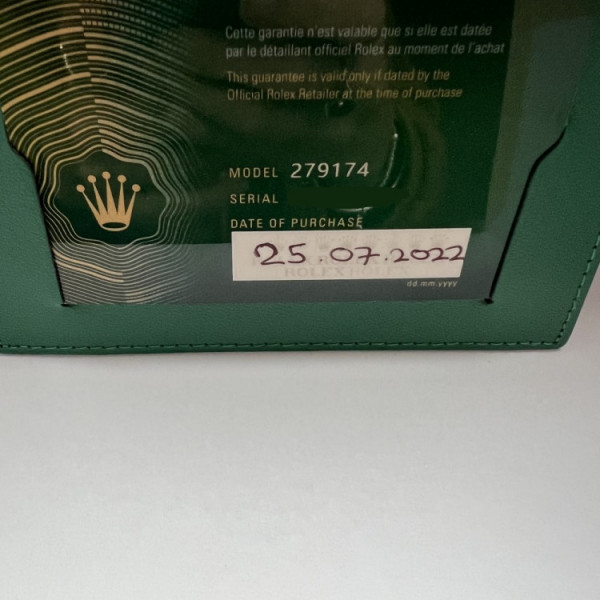 Cette garantie n'est valable que si elle est datée
par le détaillant officiel Rolex au moment de l'achat
This guarantee is valid only if dated by the
Official Rolex Retailer at the time of purchase
MODEL 279174
SERIAL
DATE OF PURCHASE
25.07.2022
ROLEX ROLEX
dd.mm.yyyy